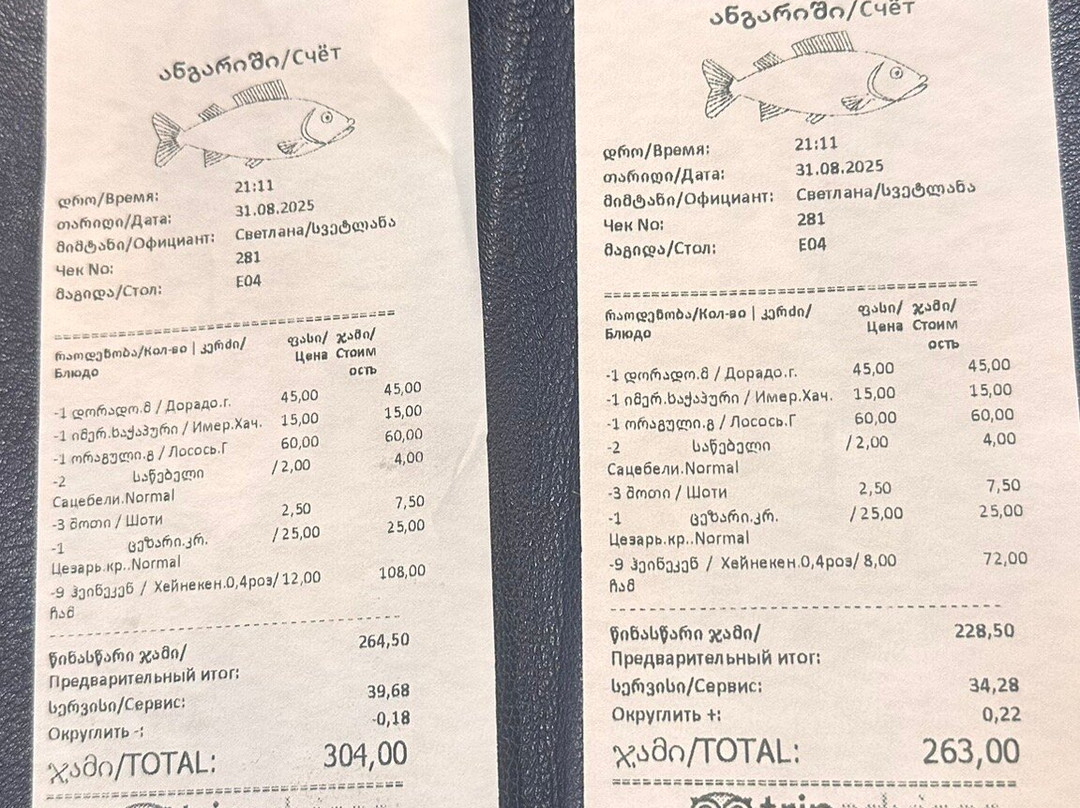 ანგარიში/Счёт
დრო/Время: 21:11
თარიღი/Дата: 31.08.2025
მიმტანი/Официант: Светлана/სვეტლანა
Чек No: 281
მაგიდა/Стол: E04
რაოდენობა/Кол-во | კერძი/ ფასი/ ჯამი/
Блюдо Цена Стоим
ость
-1 დორადო.მ / Дорадо.г. 45,00 45,00
-1 იმერ.ხაჭაპური / Имер.Хач. 15,00 15,00
-1 ორაგული.გ / Лосось.Г 60,00 60,00
-2 საწებელი / 2,00 4,00
Сацебели.Normal
-3 შოთი / Шоти 2,50 7,50
-1 ცეზარი.კრ. / 25,00 25,00
Цезарь.кр..Normal
-9 ჰეინეკენ / Хейнекен.0,4роз/ 12,00 108,00
ჩამ
წინასწარი ჯამი/ 264,50
Предварительный итог:
სერვისი/Сервис: 39,68
Округлить -: -0,18
ჯამი/TOTAL: 304,00
ანგარიში/Счёт
დრო/Время: 21:11
თარიღი/Дата: 31.08.2025
მიმტანი/Официант: Светлана/სვეტლანა
Чек No: 281
მაგიდა/Стол: E04
რაოდენობა/Кол-во | კერძი/ ფასი/ ჯამი/
Блюдо Цена Стоим
ость
-1 დორადო.მ / Дорадо.г. 45,00 45,00
-1 იმერ.ხაჭაპური / Имер.Хач. 15,00 15,00
-1 ორაგული.გ / Лосось.Г 60,00 60,00
-2 საწებელი / 2,00 4,00
Сацебели.Normal
-3 შოთი / Шоти 2,50 7,50
-1 ცეზარი.კრ. / 25,00 25,00
Цезарь.кр..Normal
-9 ჰეინეკენ / Хейнекен.0,4роз/ 8,00 72,00
ჩამ
წინასწარი ჯამი/ 228,50
Предварительный итог:
სერვისი/Сервис: 34,28
Округлить +: 0,22
ჯამი/TOTAL: 263,00